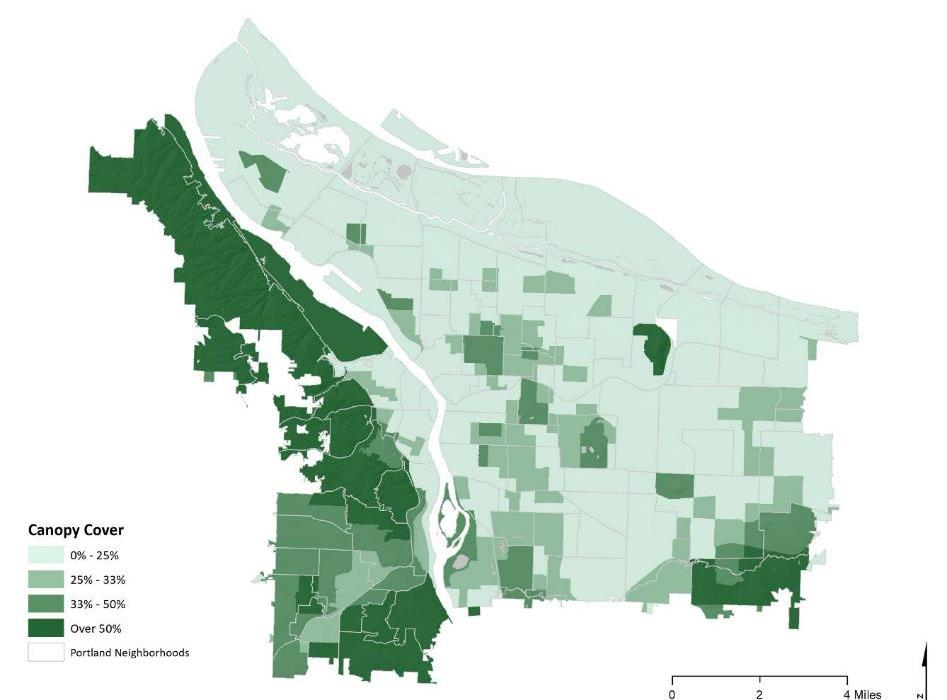 Canopy Cover
0% - 25%
25% - 33%
33% - 50%
Over 50%
Portland Neighborhoods
0 2 4 Miles
N